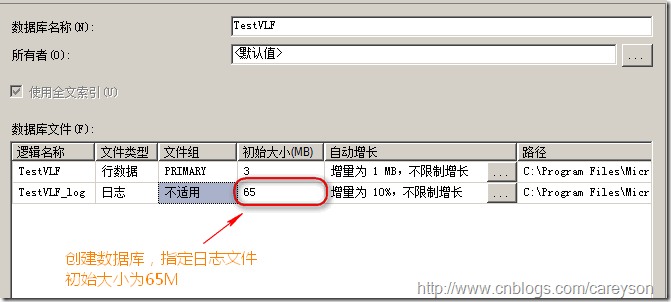 数据库名称(N): TestVLF
所有者(O): <默认值> ...
使用全文索引(U)
数据库文件(F):
逻辑名称 文件类型 文件组 初始大小(MB) 自动增长 路径
TestVLF 行数据 PRIMARY 3 增量为 1 MB，不限制增长 ... C:\Program Files\Micr
TestVLF_log 日志 不适用 65 增量为 10%，不限制增长 ... C:\Program Files\Micr
创建数据库，指定日志文件
初始大小为65M
http://www.cnblogs.com/careyson